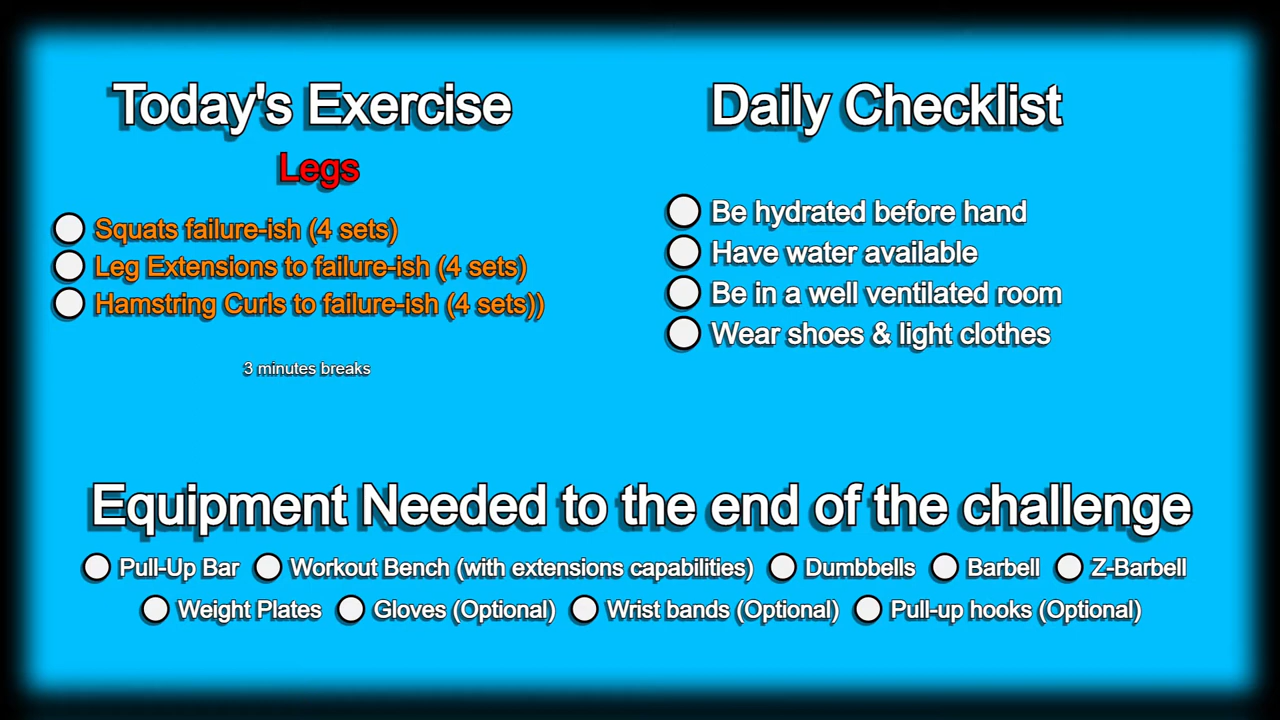 Today's Exercise
Legs
Squats failure-ish (4 sets)
Leg Extensions to failure-ish (4 sets)
Hamstring Curls to failure-ish (4 sets))
3 minutes breaks
Daily Checklist
Be hydrated before hand
Have water available
Be in a well ventilated room
Wear shoes & light clothes
Equipment Needed to the end of the challenge
Pull-Up Bar Workout Bench (with extensions capabilities) Dumbbells Barbell Z-Barbell
Weight Plates Gloves (Optional) Wrist bands (Optional) Pull-up hooks (Optional)